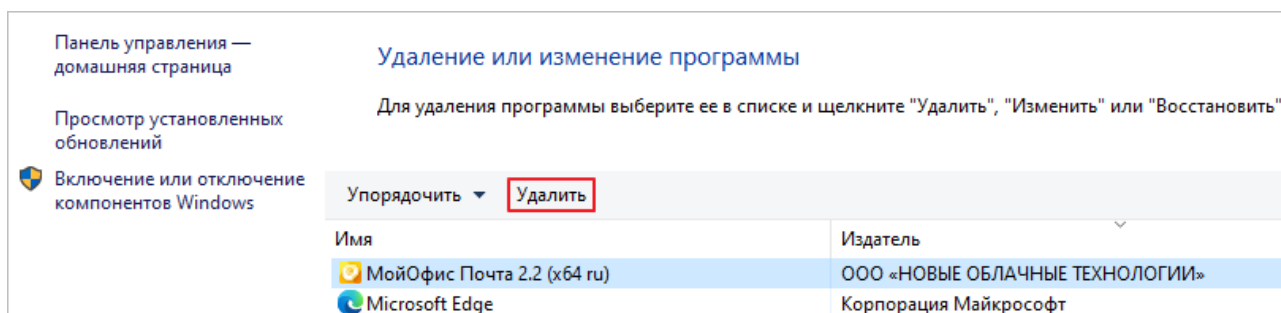 Панель управления —
домашняя страница
Просмотр установленных
обновлений
Включение или отключение
компонентов Windows
Удаление или изменение программы
Для удаления программы выберите ее в списке и щелкните "Удалить", "Изменить" или "Восстановить"
Упорядочить Удалить
Имя Издатель
МойОфис Почта 2.2 (x64 ru) ООО «НОВЫЕ ОБЛАЧНЫЕ ТЕХНОЛОГИИ»
Microsoft Edge Корпорация Майкрософт